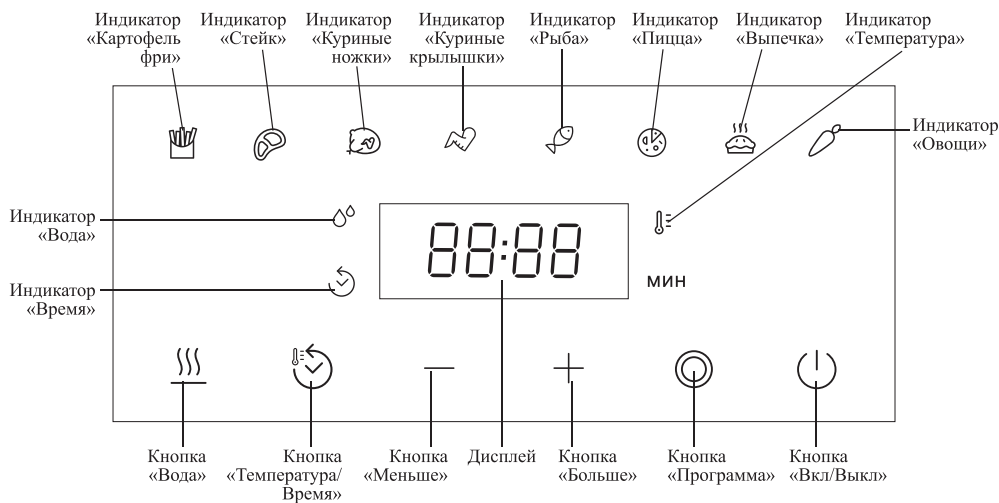 Индикатор
«Картофель
фри»
Индикатор
«Стейк»
Индикатор
«Куриные
ножки»
Индикатор
«Куриные
крылышки»
Индикатор
«Рыба»
Индикатор
«Пицца»
Индикатор
«Выпечка»
Индикатор
«Температура»
Индикатор
«Овощи»
Индикатор
«Вода»
88:88
Индикатор
«Время»
мин
Кнопка
«Вода»
Кнопка
«Температура/
Время»
Кнопка
«Меньше»
Дисплей
Кнопка
«Больше»
Кнопка
«Программа»
Кнопка
«Вкл/Выкл»